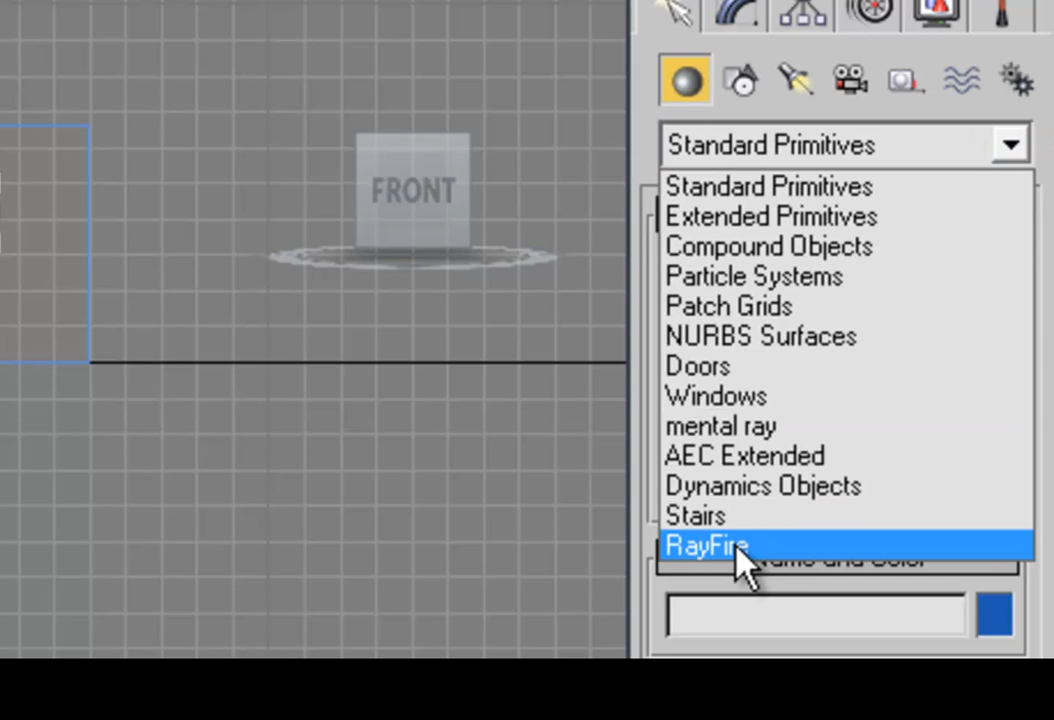 FRONT
Standard Primitives
Standard Primitives
Extended Primitives
Compound Objects
Particle Systems
Patch Grids
NURBS Surfaces
Doors
Windows
mental ray
AEC Extended
Dynamics Objects
Stairs
RayFire
Name and Color